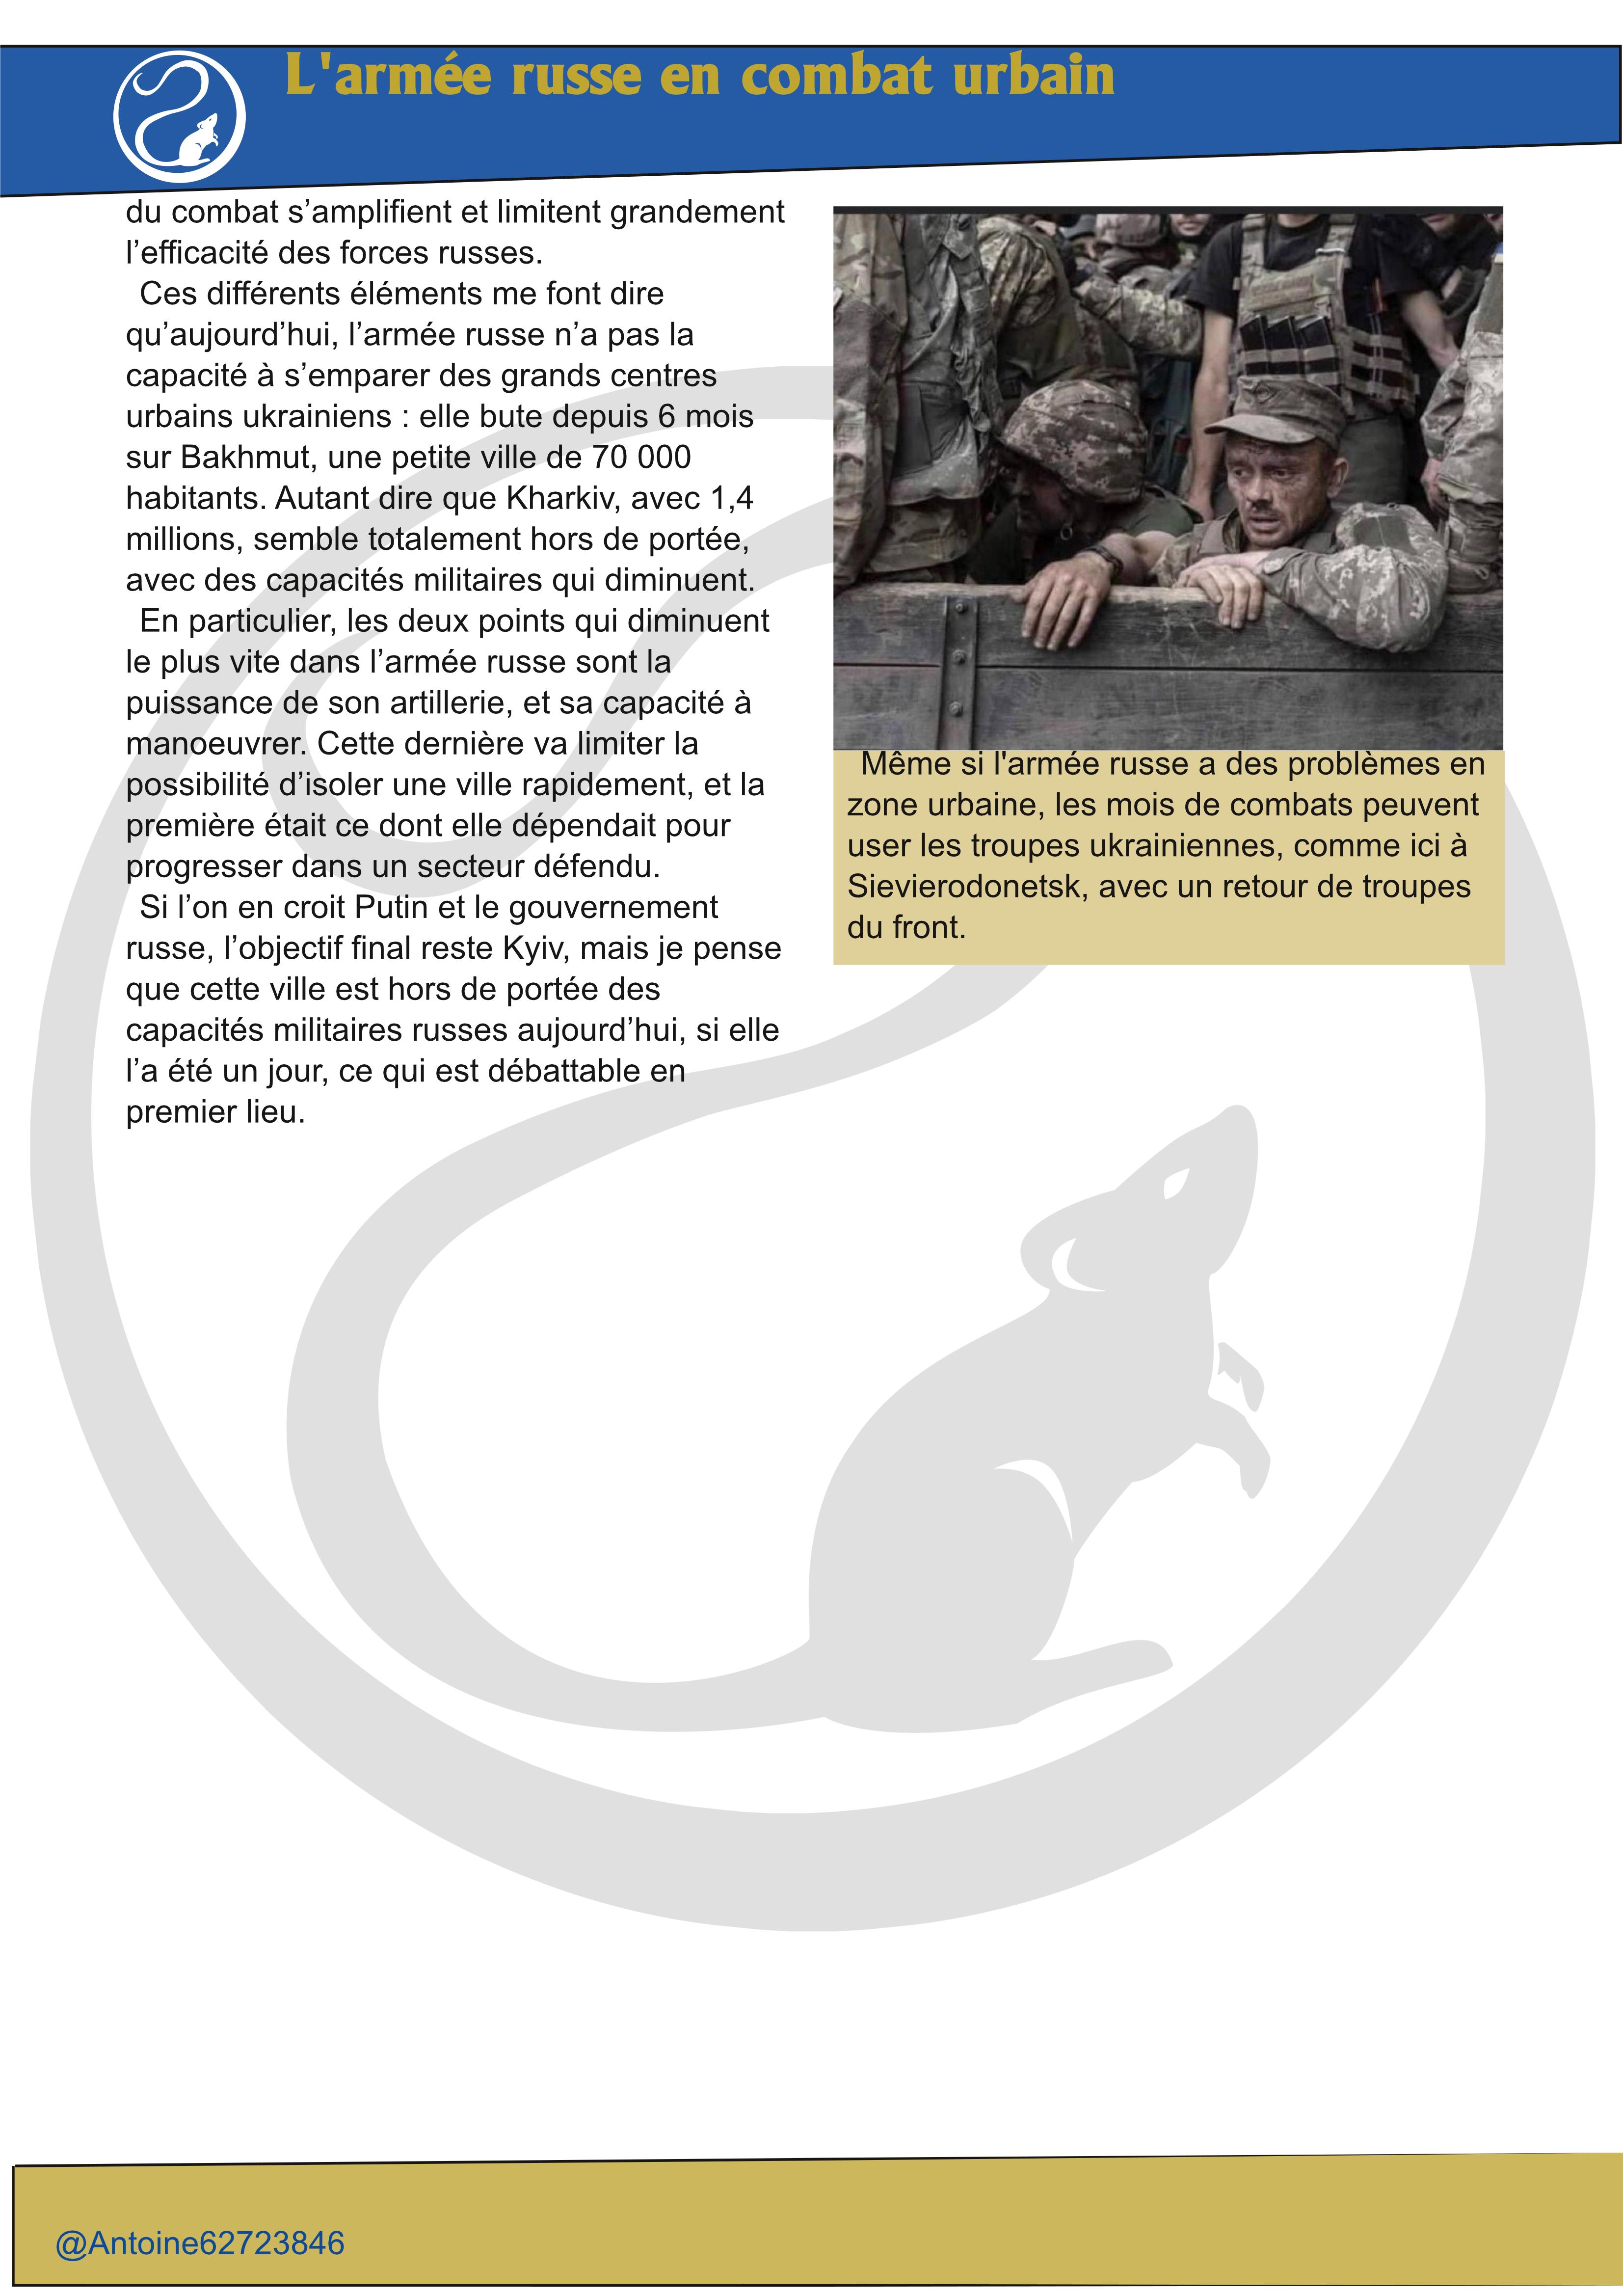 L'armée russe en combat urbain
du combat s’amplifient et limitent grandement
l’efficacité des forces russes.
Ces différents éléments me font dire
qu’aujourd’hui, l’armée russe n’a pas la
capacité à s’emparer des grands centres
urbains ukrainiens : elle bute depuis 6 mois
sur Bakhmut, une petite ville de 70 000
habitants. Autant dire que Kharkiv, avec 1,4
millions, semble totalement hors de portée,
avec des capacités militaires qui diminuent.
En particulier, les deux points qui diminuent
le plus vite dans l’armée russe sont la
puissance de son artillerie, et sa capacité à
manoeuvrer. Cette dernière va limiter la
possibilité d’isoler une ville rapidement, et la
première était ce dont elle dépendait pour
progresser dans un secteur défendu.
Si l’on en croit Putin et le gouvernement
russe, l’objectif final reste Kyiv, mais je pense
que cette ville est hors de portée des
capacités militaires russes aujourd’hui, si elle
l’a été un jour, ce qui est débattable en
premier lieu.
Même si l'armée russe a des problèmes en
zone urbaine, les mois de combats peuvent
user les troupes ukrainiennes, comme ici à
Sievierodonetsk, avec un retour de troupes
du front.
@Antoine62723846